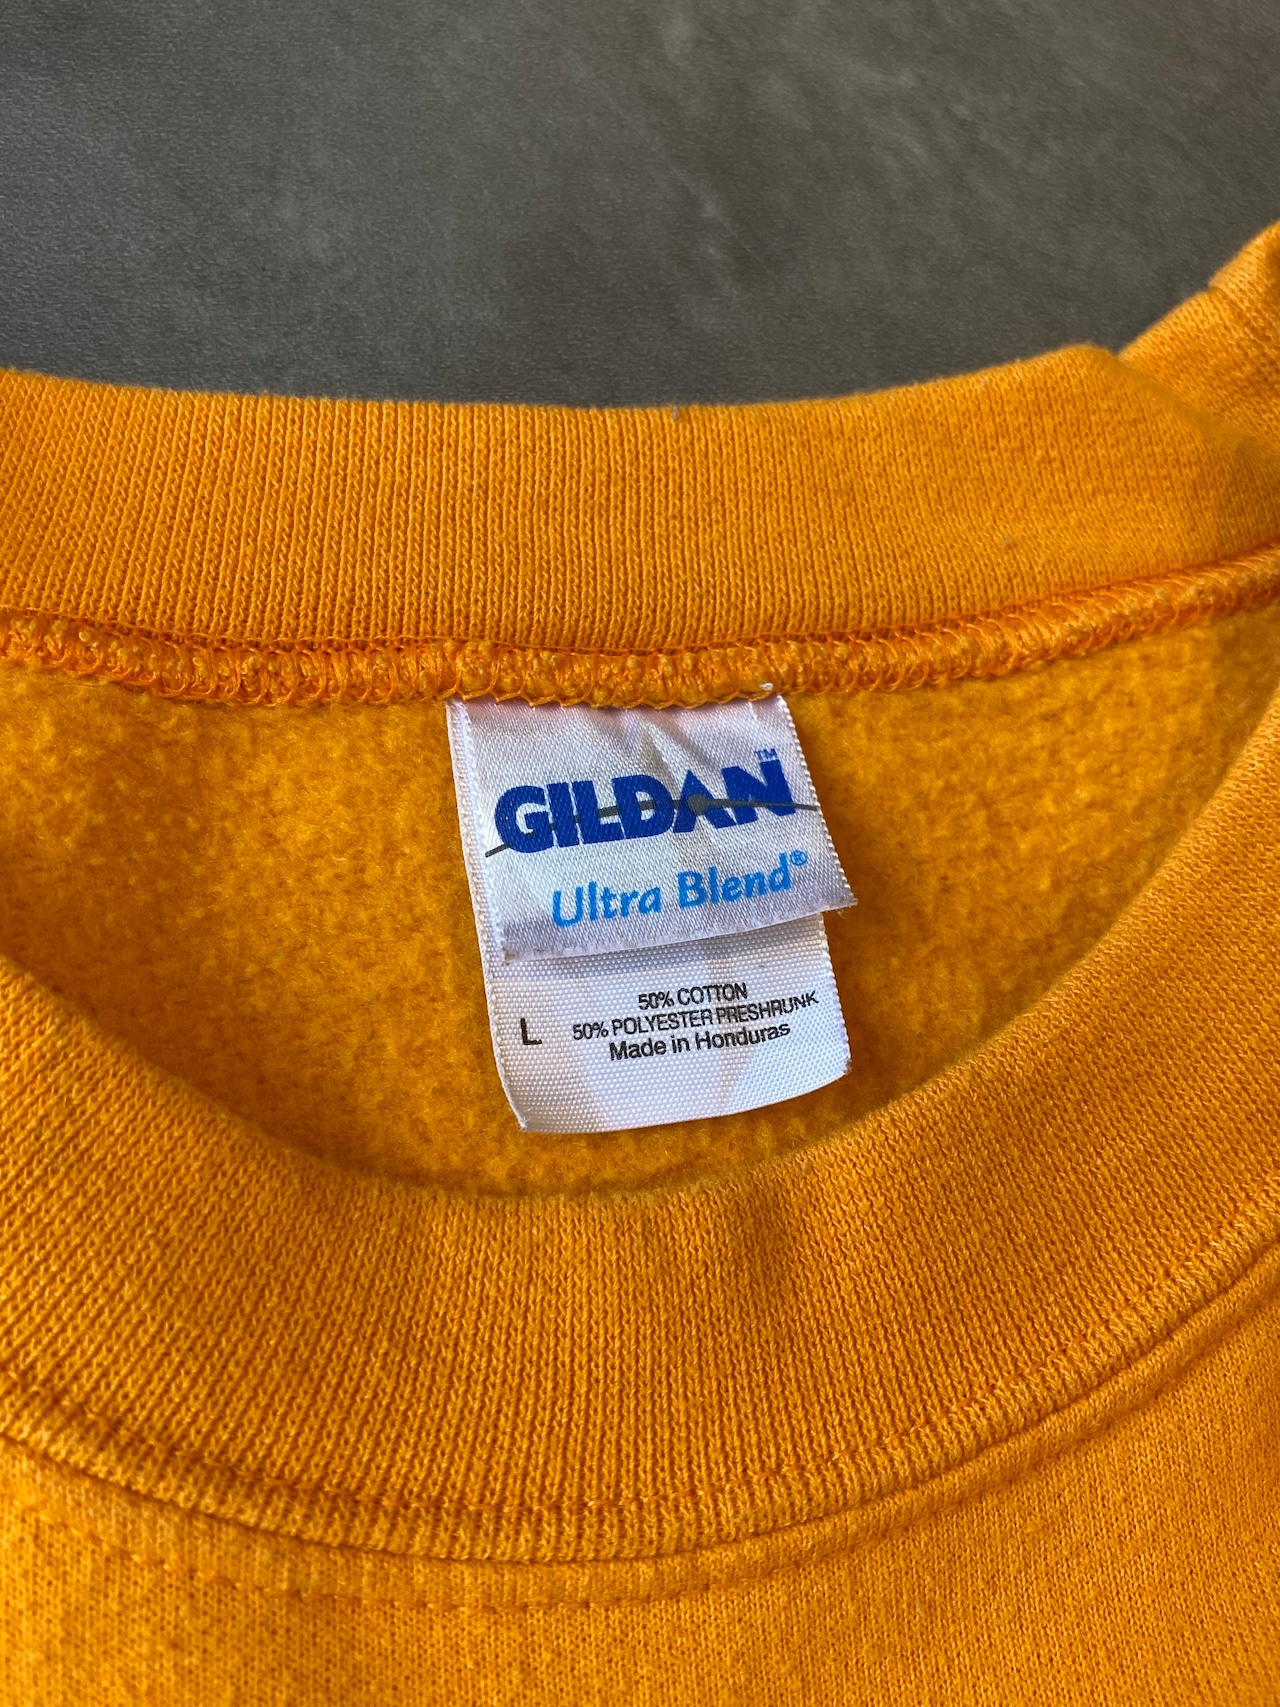 GILDAN™
Ultra Blend®
50% COTTON
50% POLYESTER PRESHRUNK
L
Made in Honduras